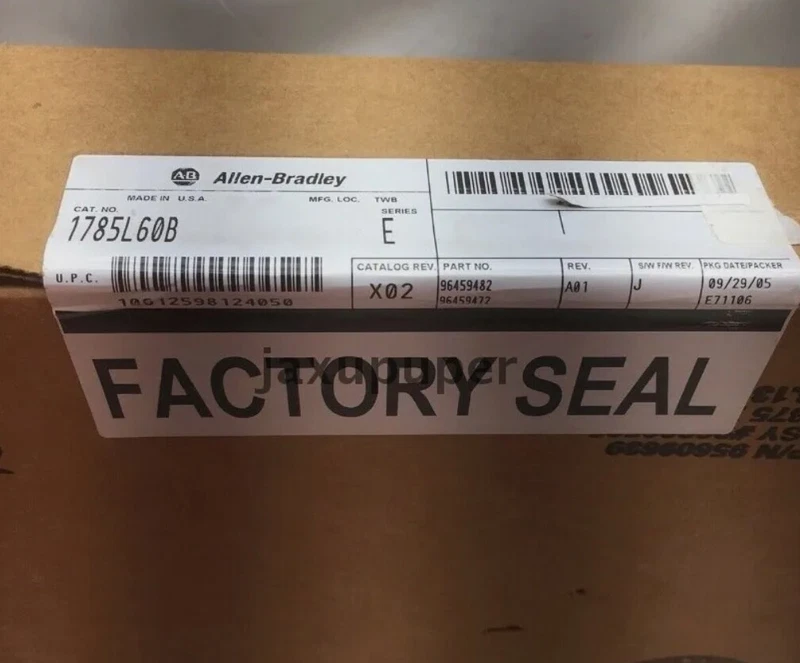 A-B Allen-Bradley
MADE IN U.S.A. MFG. LOC. TWB
CAT. NO. SERIES
1785L60B E
U.P.C.
10612598124050
CATALOG REV. PART NO. REV. S/W F/W REV. PKG DATE/PACKER
X02 96459482 A01 J 09/29/05
96459472 E71106
FACTORY SEAL
jaxupuper